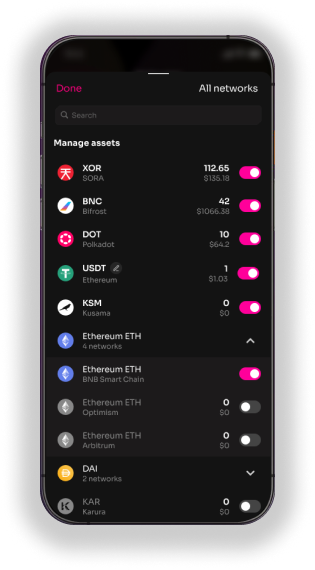 Done All networks
Search
Manage assets
XOR 112.65
SORA $135.18
BNC 42
Bifrost $1066.38
DOT 10
Polkadot $64.2
USDT 1
Ethereum $1.03
KSM 0
Kusama $0
Ethereum ETH
4 networks
Ethereum ETH
BNB Smart Chain
Ethereum ETH 0
Optimism $0
Ethereum ETH 0
Arbitrum $0
DAI
2 networks
KAR 0
Karura $0